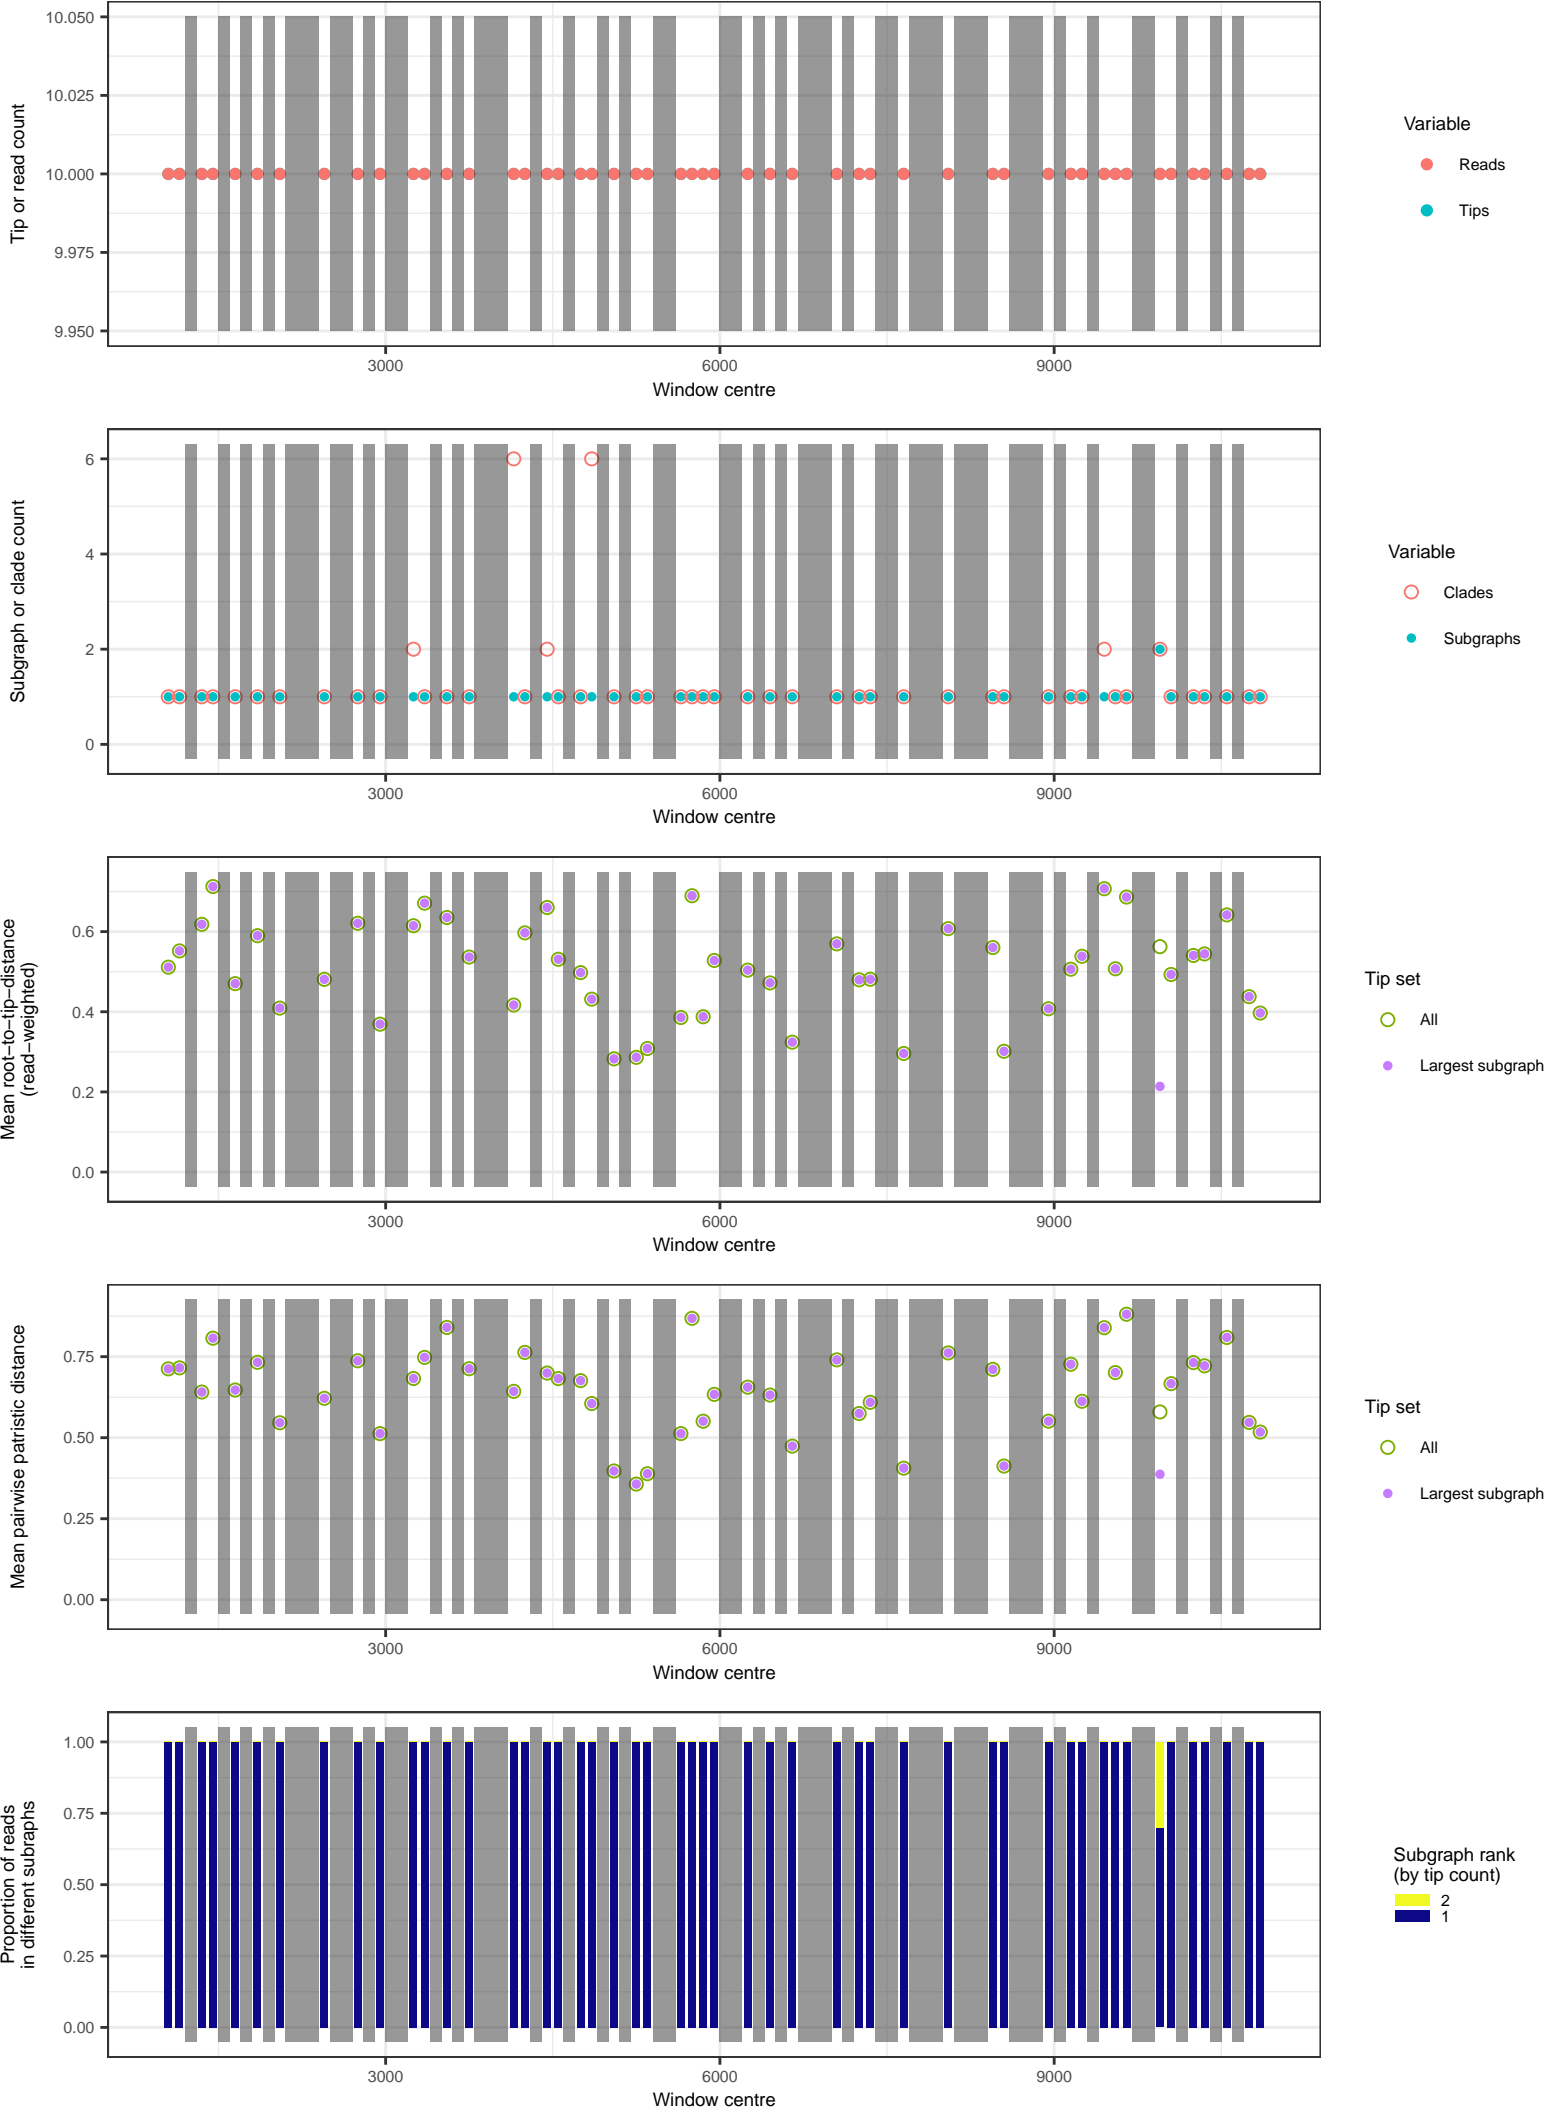 10.050
10.025
10.000
9.975
9.950
Tip or read count
3000 6000 9000
Window centre
Variable
Reads
Tips
6
4
2
0
Subgraph or clade count
3000 6000 9000
Window centre
Variable
Clades
Subgraphs
0.6
0.4
0.2
0.0
Mean root−to−tip−distance
(read−weighted)
3000 6000 9000
Window centre
Tip set
All
Largest subgraph
0.75
0.50
0.25
0.00
Mean pairwise patristic distance
3000 6000 9000
Window centre
Tip set
All
Largest subgraph
1.00
0.75
0.50
0.25
0.00
Proportion of reads
in different subraphs
3000 6000 9000
Window centre
Subgraph rank
(by tip count)
2
1